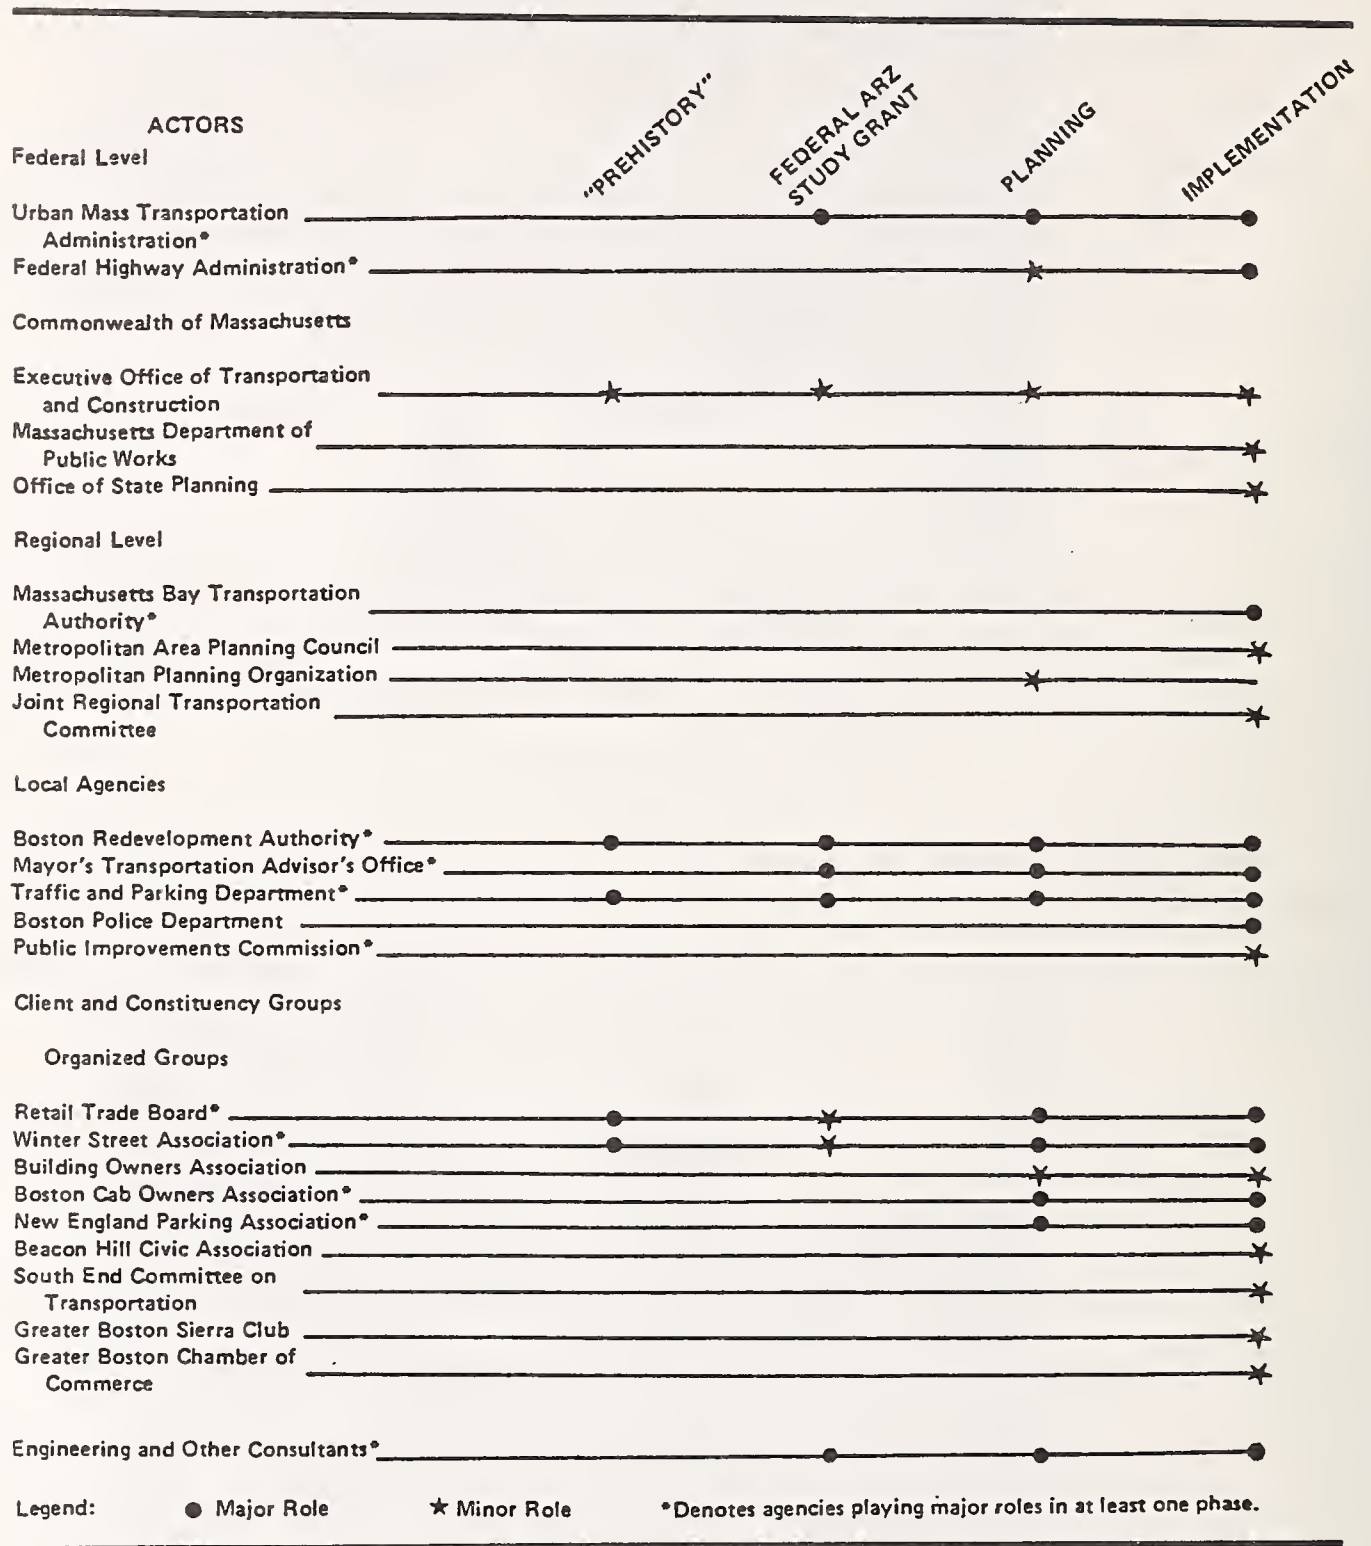 "PREHISTORY"
FEDERAL ARZ
STUDY GRANT
PLANNING
IMPLEMENTATION
ACTORS
Federal Level
Urban Mass Transportation
Administration*
Federal Highway Administration*
Commonwealth of Massachusetts
Executive Office of Transportation
and Construction
Massachusetts Department of
Public Works
Office of State Planning
Regional Level
Massachusetts Bay Transportation
Authority*
Metropolitan Area Planning Council
Metropolitan Planning Organization
Joint Regional Transportation
Committee
Local Agencies
Boston Redevelopment Authority*
Mayor's Transportation Advisor's Office*
Traffic and Parking Department*
Boston Police Department
Public Improvements Commission*
Client and Constituency Groups
Organized Groups
Retail Trade Board*
Winter Street Association*
Building Owners Association
Boston Cab Owners Association*
New England Parking Association*
Beacon Hill Civic Association
South End Committee on
Transportation
Greater Boston Sierra Club
Greater Boston Chamber of
Commerce
Engineering and Other Consultants*
Legend: ● Major Role ★ Minor Role *Denotes agencies playing major roles in at least one phase.